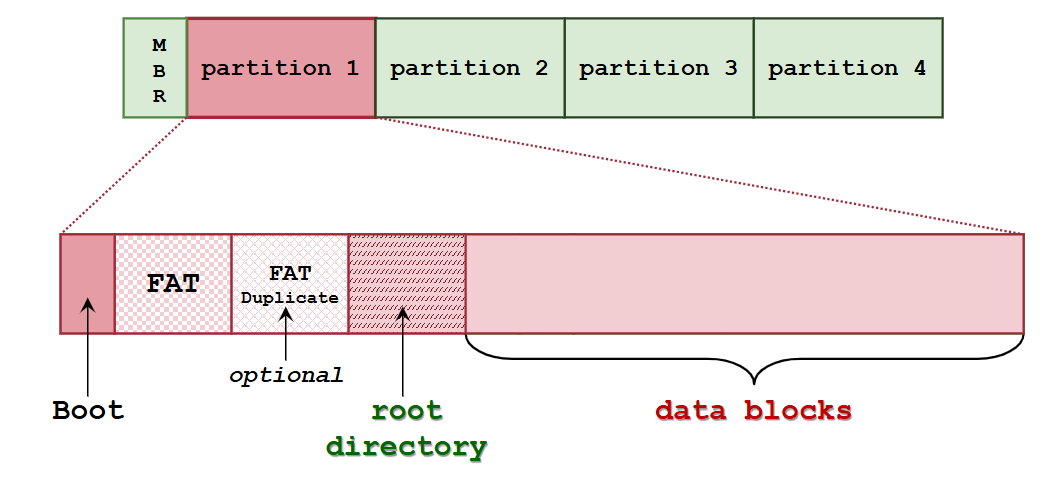 M
B
R
partition 1
partition 2
partition 3
partition 4
FAT
FAT
Duplicate
optional
Boot
root
directory
data blocks